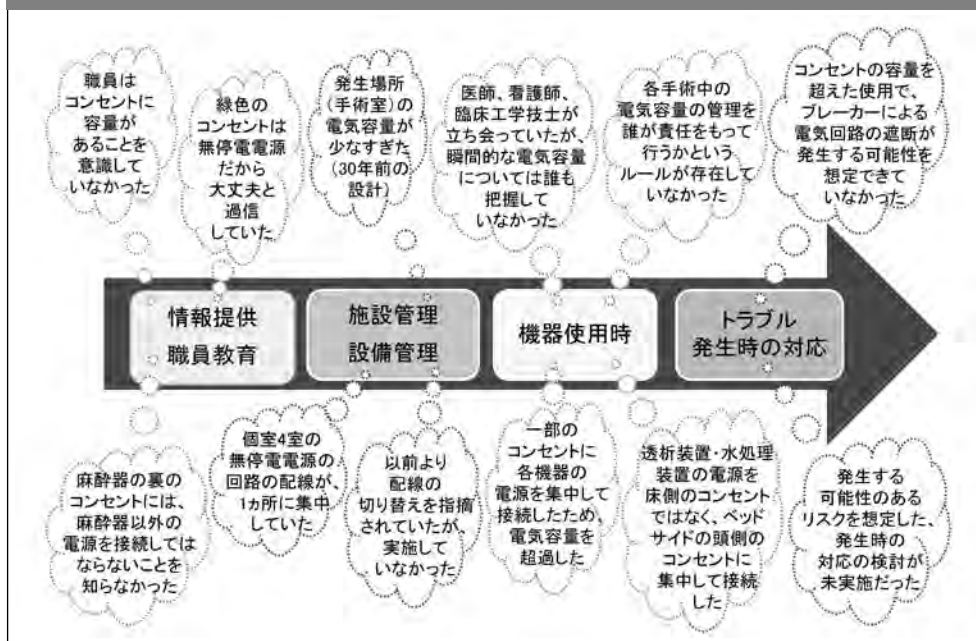 職員は
コンセントに
容量が
あることを
意識して
いなかった
緑色の
コンセントは
無停電電源
だから
大丈夫と
過信
していた
発生場所
(手術室)の
電気容量が
少なすぎた
(30年前の
設計)
医師、看護師、
臨床工学技士が
立ち会っていたが、
瞬間的な電気容量
については誰も
把握して
いなかった
各手術中の
電気容量の管理を
誰が責任をもって
行うかという
ルールが存在して
いなかった
コンセントの容量を
超えた使用で、
ブレーカーによる
電気回路の遮断が
発生する可能性を
想定できて
いなかった
情報提供
職員教育
施設管理
設備管理
機器使用時
トラブル
発生時の対応
麻酔器の裏の
コンセントには、
麻酔器以外の
電源を接続しては
ならないことを
知らなかった
個室4室の
無停電電源の
回路の配線が、
1ヵ所に集中
していた
以前より
配線の
切り替えを指摘
されていたが、
実施して
いなかった
一部の
コンセントに
各機器の
電源を集中して
接続したため、
電気容量を
超過した
透析装置・水処理
装置の電源を
床側のコンセント
ではなく、ベッド
サイドの頭側の
コンセントに
集中して接続
した
発生する
可能性のある
リスクを想定した、
発生時の
対応の検討が
未実施だった